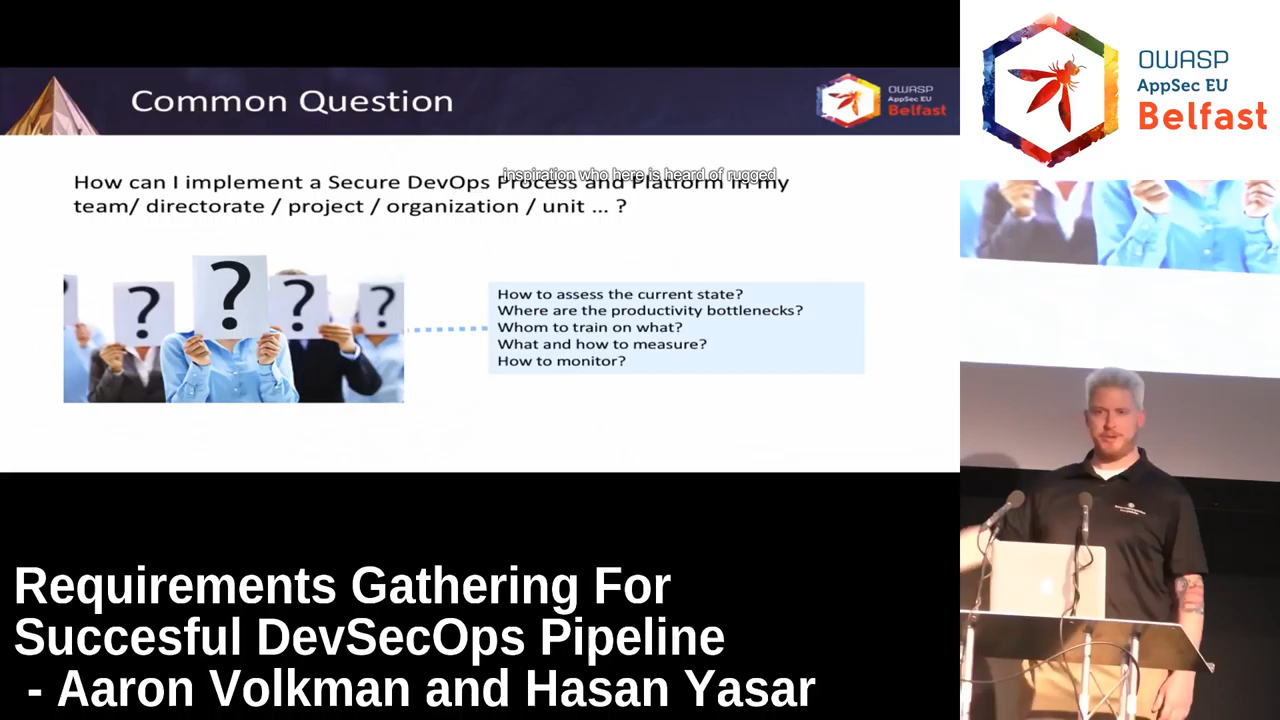 Common Question
OWASP
AppSec EU
Belfast
inspiration who here is heard of rugged
How can I implement a Secure DevOps Process and Platform in my
team/ directorate / project / organization / unit ... ?
? ? ? ?
How to assess the current state?
Where are the productivity bottlenecks?
Whom to train on what?
What and how to measure?
How to monitor?
OWASP
AppSec EU
Belfast
Requirements Gathering For
Succesful DevSecOps Pipeline
- Aaron Volkman and Hasan Yasar